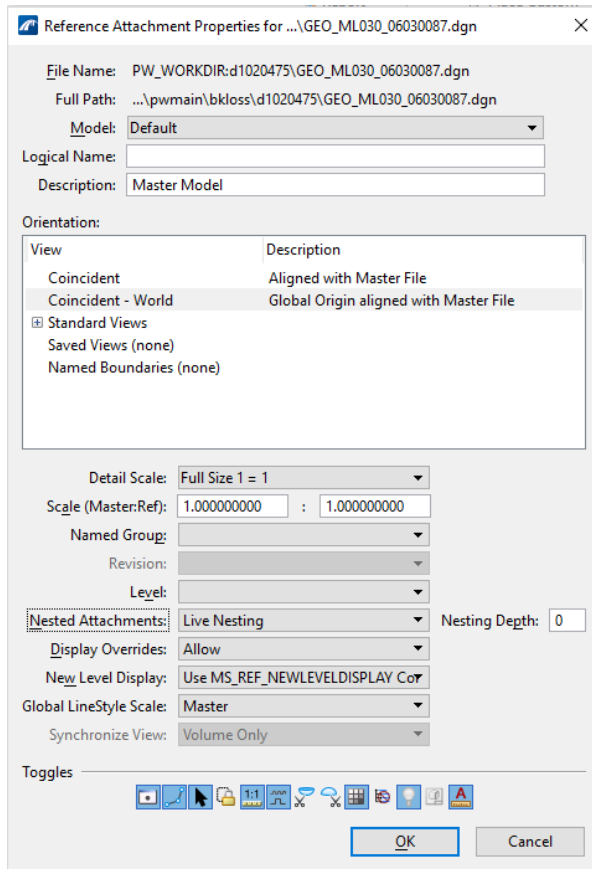 Reference Attachment Properties for ...\GEO_ML030_06030087.dgn
File Name: PW_WORKDIR:d1020475\GEO_ML030_06030087.dgn
Full Path: ...\pwmain\bkloss\d1020475\GEO_ML030_06030087.dgn
Model: Default
Logical Name:
Description: Master Model
Orientation:
View Description
Coincident Aligned with Master File
Coincident - World Global Origin aligned with Master File
Standard Views
Saved Views (none)
Named Boundaries (none)
Detail Scale: Full Size 1 = 1
Scale (Master:Ref): 1.000000000 : 1.000000000
Named Group:
Revision:
Level:
Nested Attachments: Live Nesting Nesting Depth: 0
Display Overrides: Allow
New Level Display: Use MS_REF_NEWLEVELDISPLAY Cor
Global LineStyle Scale: Master
Synchronize View: Volume Only
Toggles
1:1 A
OK Cancel